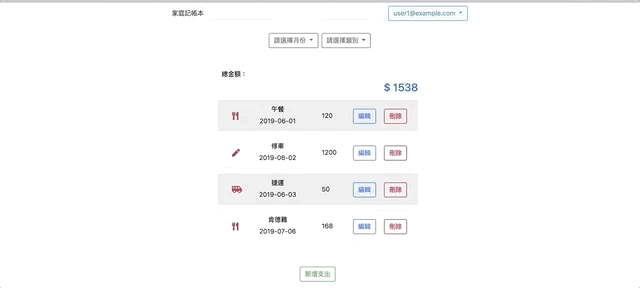 家庭記帳本
user1@example.com
請選擇月份 請選擇類別
總金額：
$ 1538
午餐
2019-06-01 120 編輯 刪除
修車
2019-06-02 1200 編輯 刪除
捷運
2019-06-03 50 編輯 刪除
肯德雞
2019-07-06 168 編輯 刪除
新增支出